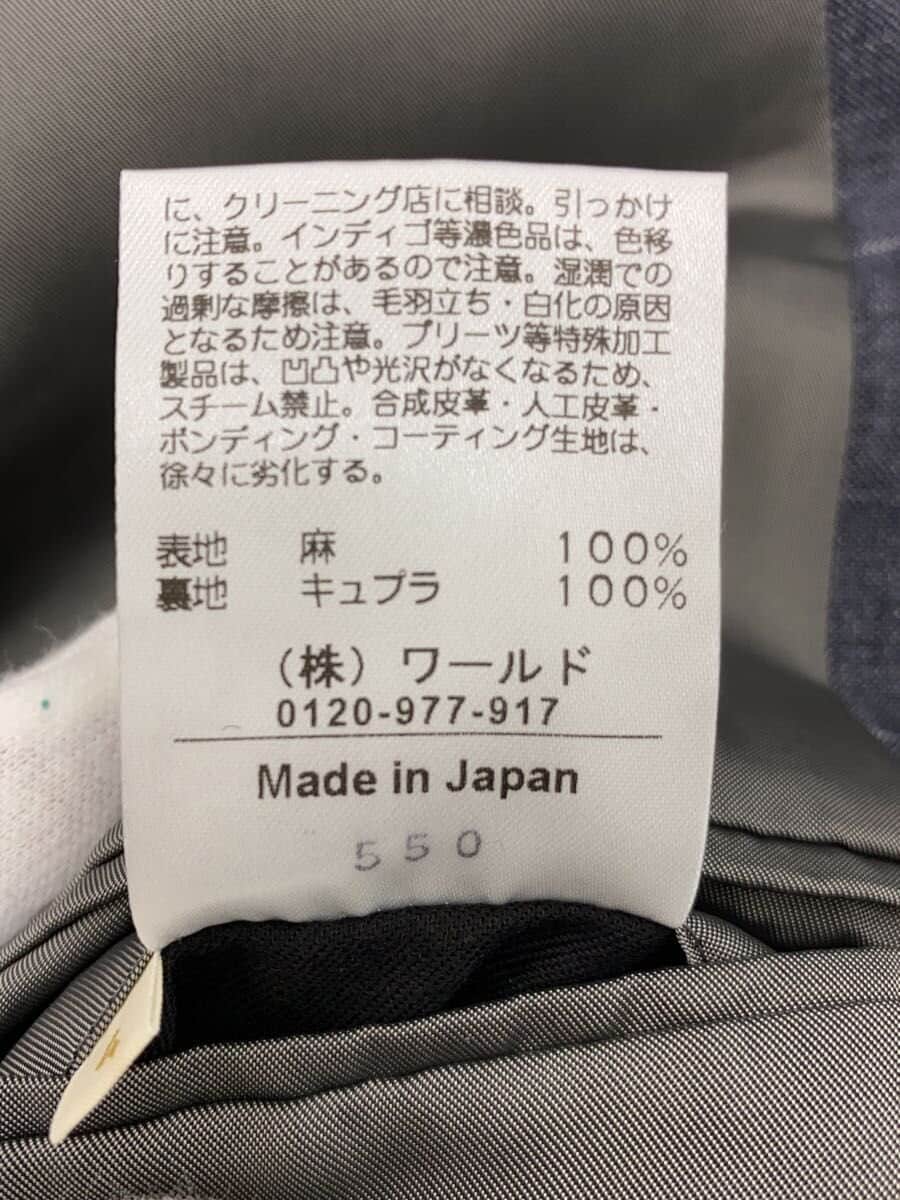 に、クリーニング店に相談。引っかけ
に注意。インディゴ等濃色品は、色移
りすることがあるので注意。湿潤での
過剰な摩擦は、毛羽立ち・白化の原因
となるため注意。プリーツ等特殊加工
製品は、凹凸や光沢がなくなるため、
スチーム禁止。合成皮革・人工皮革・
ボンディング・コーティング生地は、
徐々に劣化する。
表地 麻 100%
裏地 キュプラ 100%
(株)ワールド
0120-977-917
Made in Japan
550